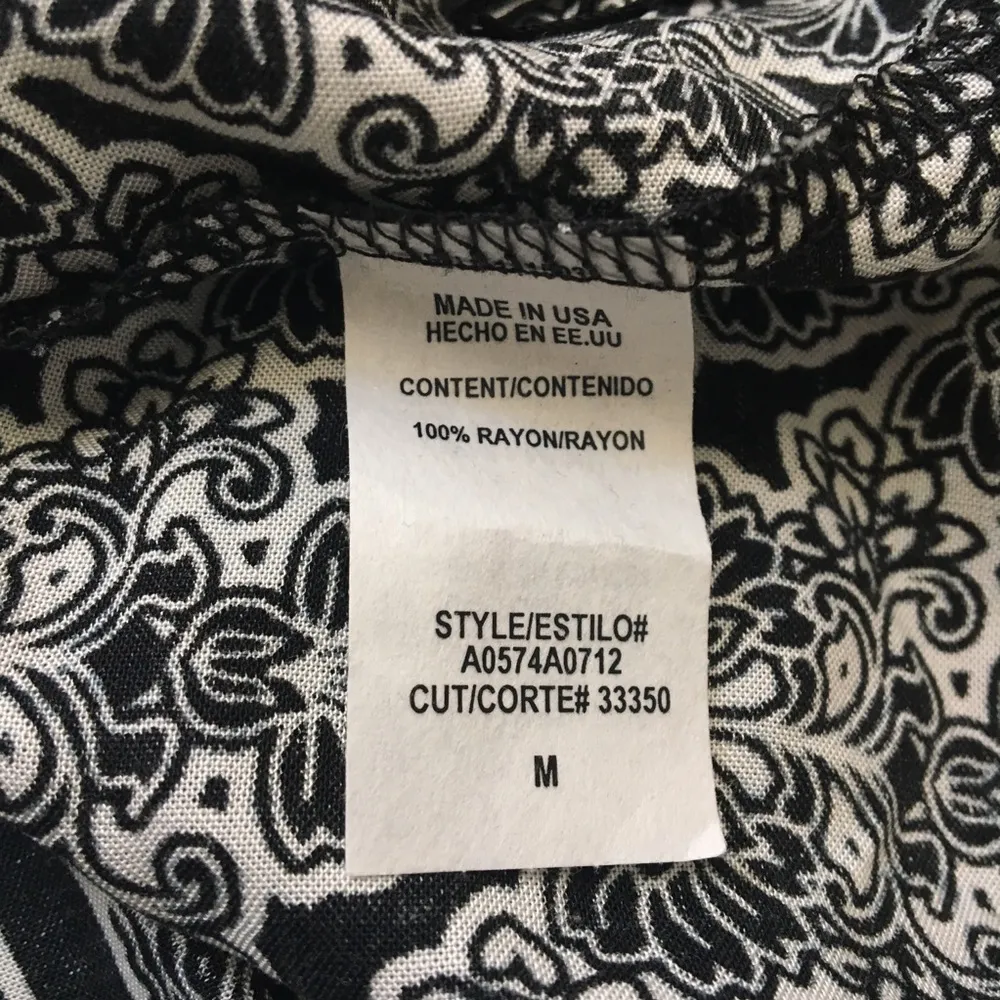 MADE IN USA
HECHO EN EE.UU
CONTENT/CONTENIDO
100% RAYON/RAYON
STYLE/ESTILO#
A0574A0712
CUT/CORTE# 33350
M